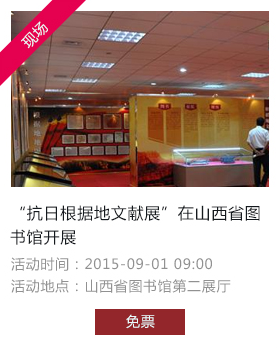 现场
“抗日根据地文献展”在山西省图
书馆开展
活动时间：2015-09-01 09:00
活动地点：山西省图书馆第二展厅
免票